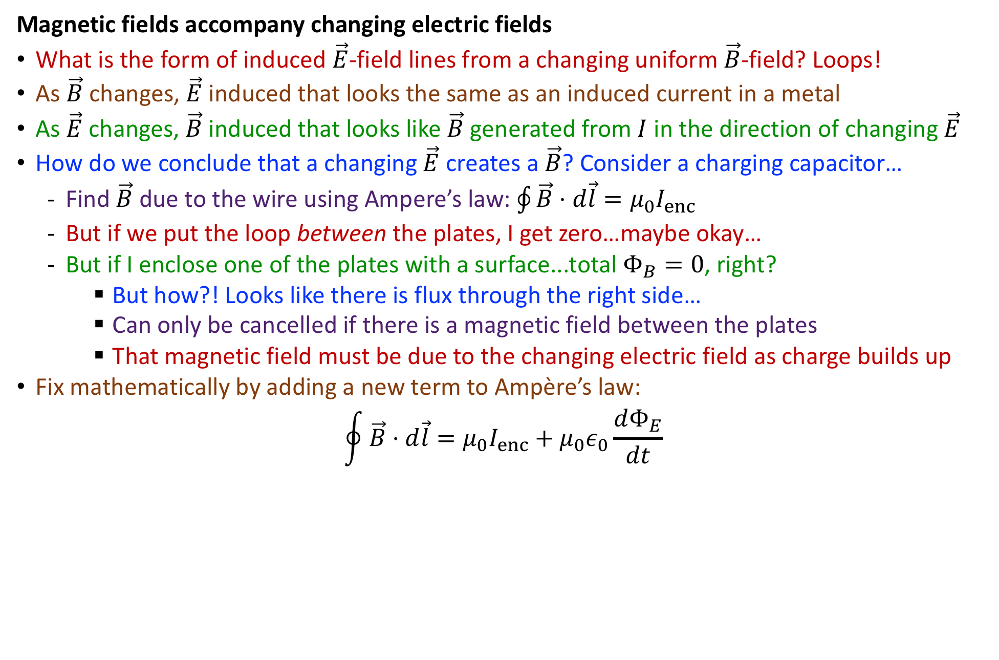 Magnetic fields accompany changing electric fields
• What is the form of induced $\vec{E}$-field lines from a changing uniform $\vec{B}$-field? Loops!
• As $\vec{B}$ changes, $\vec{E}$ induced that looks the same as an induced current in a metal
• As $\vec{E}$ changes, $\vec{B}$ induced that looks like $\vec{B}$ generated from $I$ in the direction of changing $\vec{E}$
• How do we conclude that a changing $\vec{E}$ creates a $\vec{B}$? Consider a charging capacitor…
- Find $\vec{B}$ due to the wire using Ampere’s law: $\oint \vec{B} \cdot d\vec{l} = \mu_0 I_{\text{enc}}$
- But if we put the loop between the plates, I get zero…maybe okay…
- But if I enclose one of the plates with a surface...total $\Phi_B = 0$, right?
▪ But how?! Looks like there is flux through the right side…
▪ Can only be cancelled if there is a magnetic field between the plates
▪ That magnetic field must be due to the changing electric field as charge builds up
• Fix mathematically by adding a new term to Ampère’s law:
$\oint \vec{B} \cdot d\vec{l} = \mu_0 I_{\text{enc}} + \mu_0 \epsilon_0 \frac{d\Phi_E}{dt}$